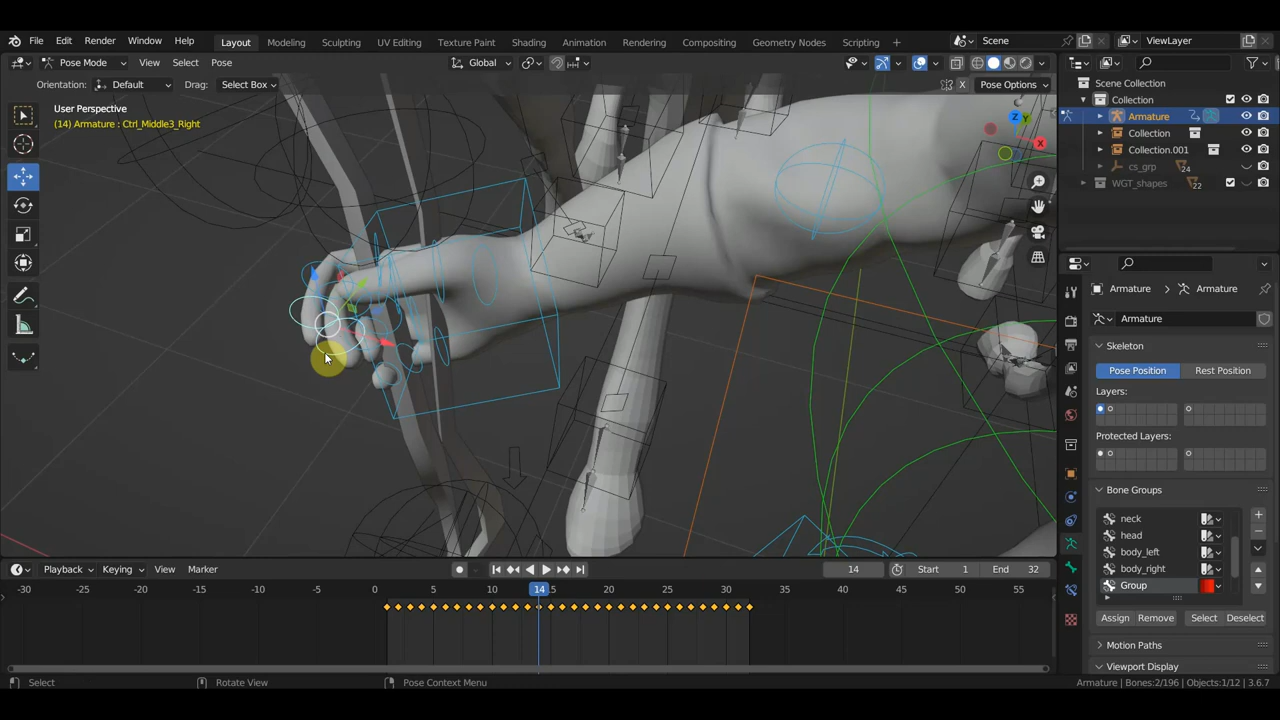 File Edit Render Window Help Layout Modeling Sculpting UV Editing Texture Paint Shading Animation Rendering Compositing Geometry Nodes Scripting + Scene ViewLayer
Pose Mode View Select Pose Global
Orientation: Default Drag: Select Box X Pose Options
User Perspective
(14) Armature : Ctrl_Middle3_Right
Z Y X
Scene Collection
Collection
Armature
Collection
Collection.001
cs_grp 24
WGT_shapes 22
Armature > Armature
Armature
Skeleton
Pose Position Rest Position
Layers:
Protected Layers:
Bone Groups
neck
head
body_left
body_right
Group
Assign Remove Select Deselect
Motion Paths
Viewport Display
Playback Keying View Marker 14 Start 1 End 32
-30 -25 -20 -15 -10 -5 0 5 10 14 20 25 30 35 40 45 50 55
Select Rotate View Pose Context Menu Armature | Bones:2/196 | Objects:1/12 | 3.6.7